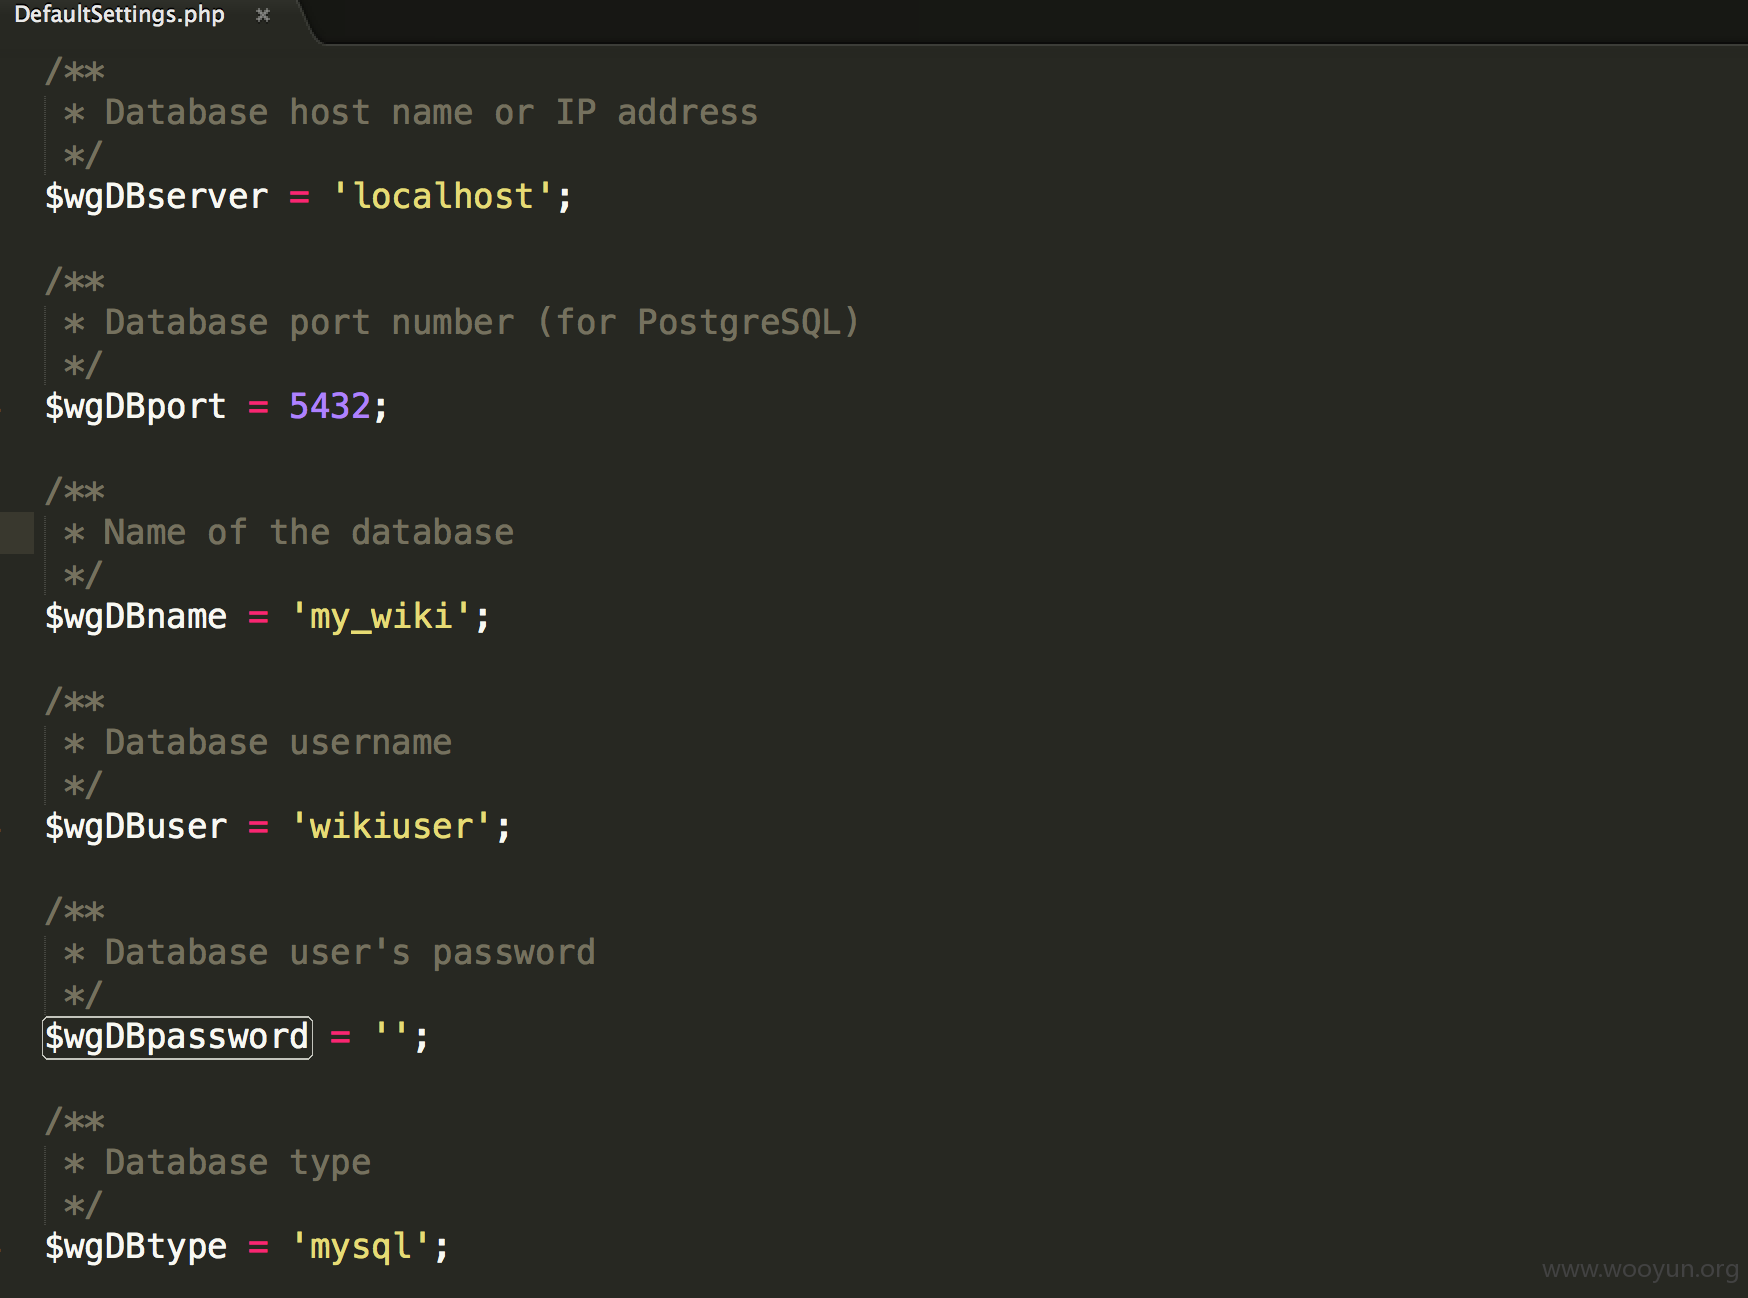 DefaultSettings.php ×
/**
 * Database host name or IP address
 */
$wgDBserver = 'localhost';
/**
 * Database port number (for PostgreSQL)
 */
$wgDBport = 5432;
/**
 * Name of the database
 */
$wgDBname = 'my_wiki';
/**
 * Database username
 */
$wgDBuser = 'wikiuser';
/**
 * Database user's password
 */
$wgDBpassword = '';
/**
 * Database type
 */
$wgDBtype = 'mysql';
www.wooyun.org